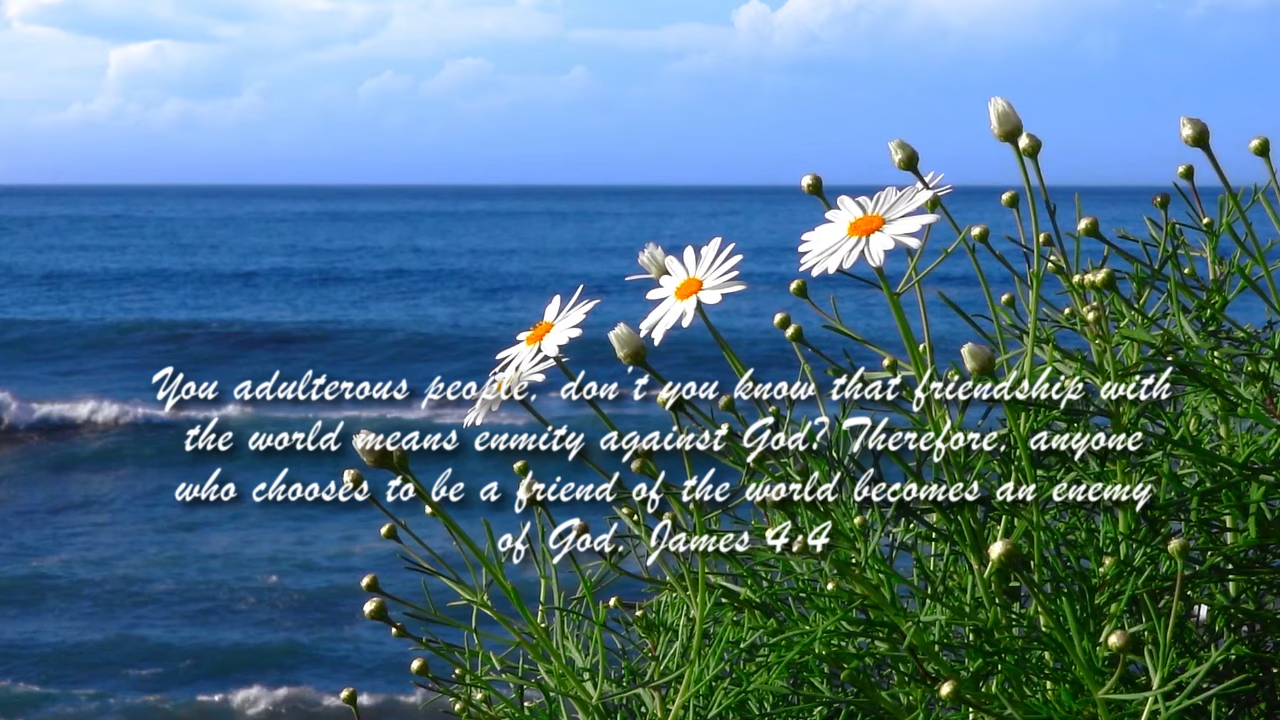 You adulterous people, don't you know that friendship with
the world means enmity against God? Therefore, anyone
who chooses to be a friend of the world becomes an enemy
of God. James 4:4